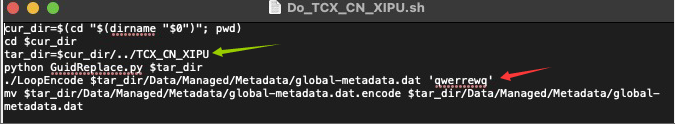 Do_TCX_CN_XIPU.sh
cur_dir=$(cd "$(dirname "$0")"; pwd)
cd $cur_dir
tar_dir=$cur_dir/../TCX_CN_XIPU
python GuidReplace.py $tar_dir
./LoopEncode $tar_dir/Data/Managed/Metadata/global-metadata.dat 'qwerrewq'
mv $tar_dir/Data/Managed/Metadata/global-metadata.dat.encode $tar_dir/Data/Managed/Metadata/global-
metadata.dat